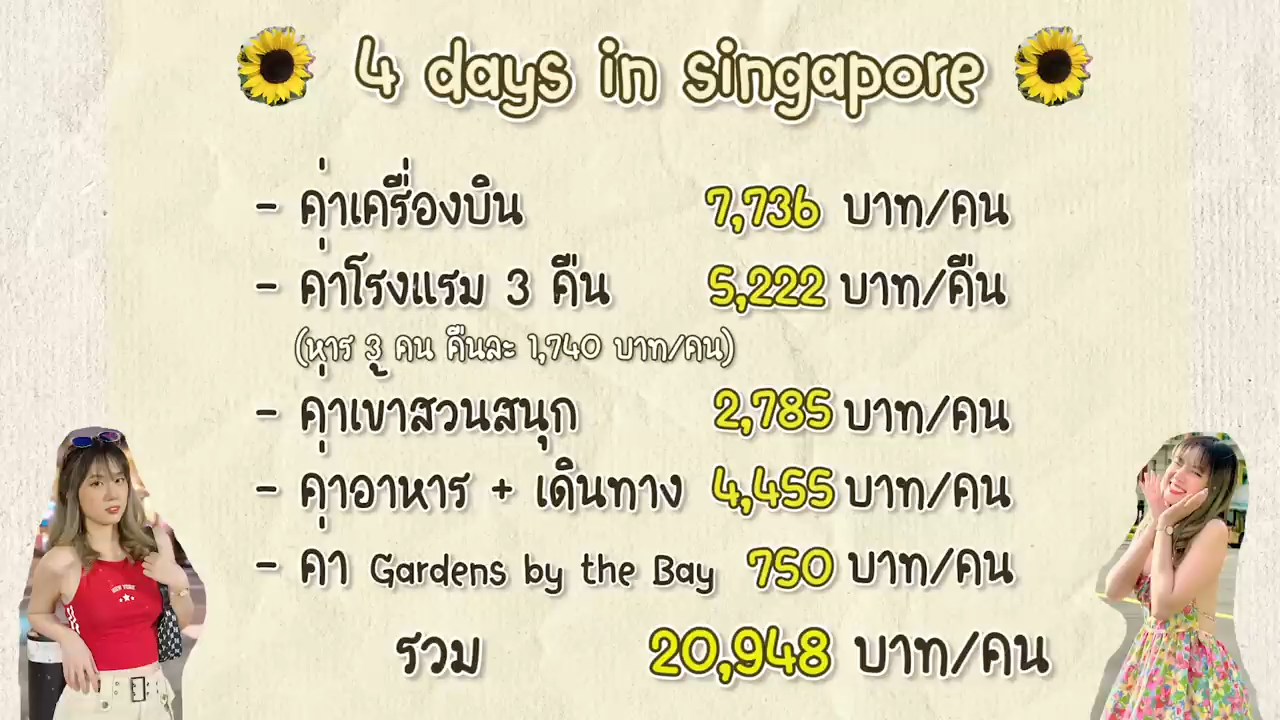 4 days in singapore
- ค่าเครื่องบิน 7,736 บาท/คน
- ค่าโรงแรม 3 คืน 5,222 บาท/คืน
(หาร 3 คน คืนละ 1,740 บาท/คน)
- ค่าเข้าสวนสนุก 2,785 บาท/คน
- ค่าอาหาร + เดินทาง 4,455 บาท/คน
- ค่า Gardens by the Bay 750 บาท/คน
รวม 20,948 บาท/คน
NEW YORK